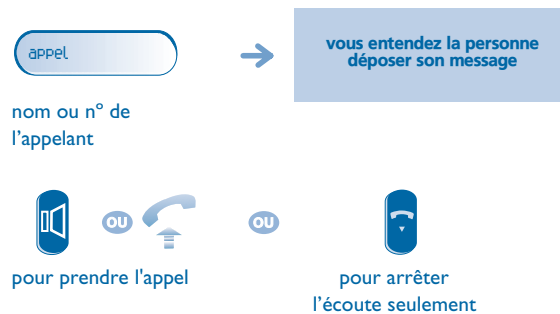 appel
vous entendez la personne
déposer son message
nom ou nº de
l'appelant
OU
OU
pour prendre l'appel
pour arrêter
l'écoute seulement